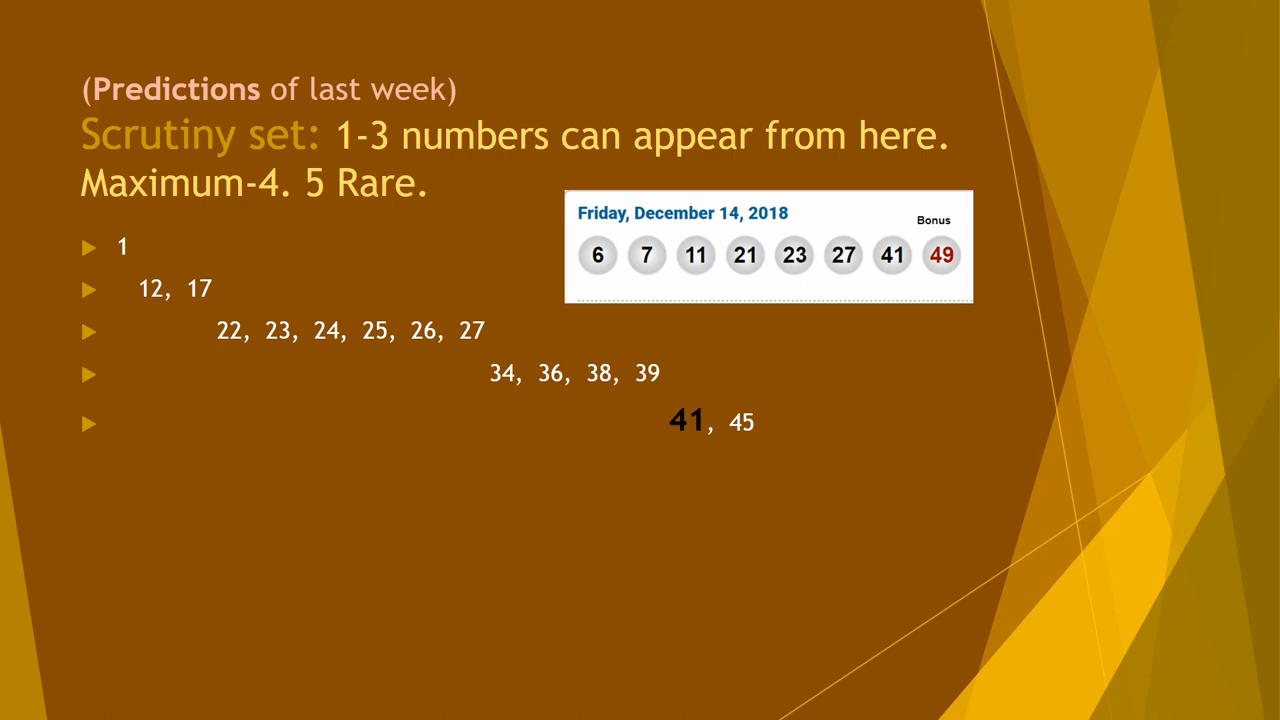 (Predictions of last week)
Scrutiny set: 1-3 numbers can appear from here.
Maximum-4. 5 Rare.
Friday, December 14, 2018
Bonus
6 7 11 21 23 27 41 49
1
12, 17
22, 23, 24, 25, 26, 27
34, 36, 38, 39
41, 45